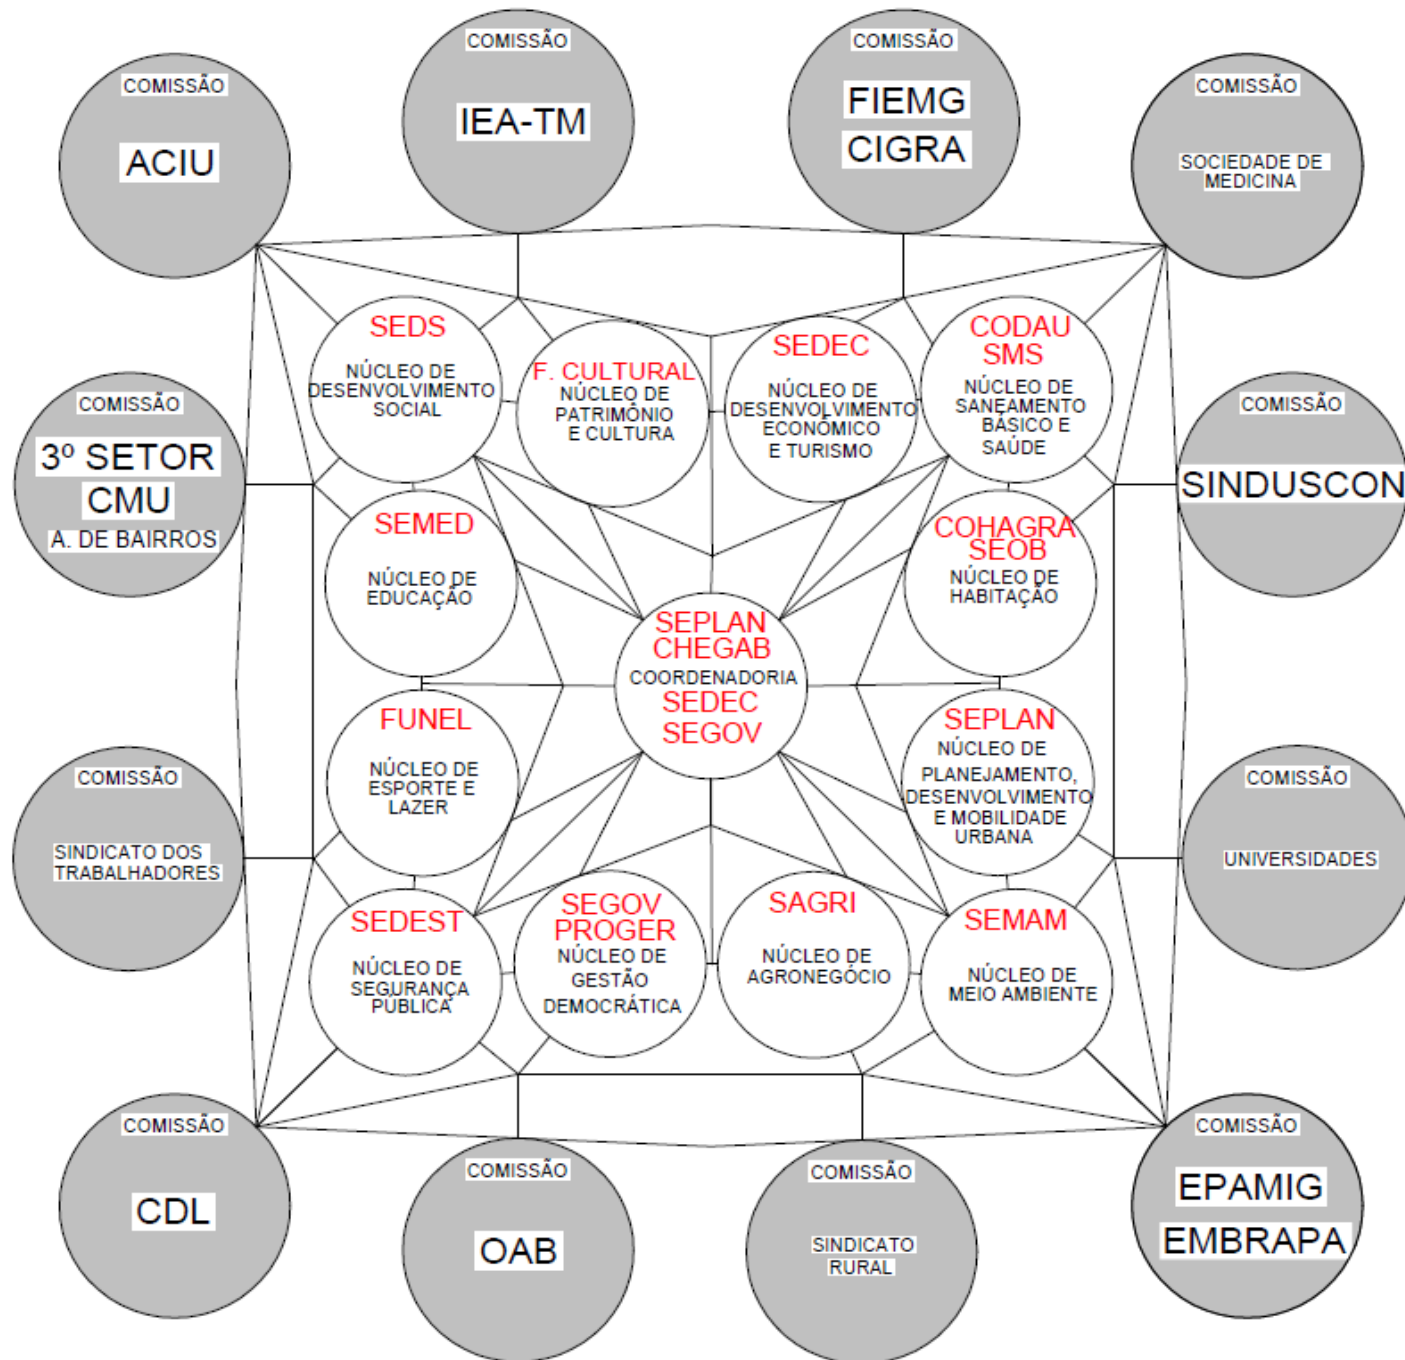 COMISSÃO
ACIU
COMISSÃO
IEA-TM
COMISSÃO
FIEMG
CIGRA
COMISSÃO
SOCIEDADE DE
MEDICINA
SEDS
NÚCLEO DE
DESENVOLVIMENTO
SOCIAL
F. CULTURAL
NÚCLEO DE
PATRIMÔNIO
E CULTURA
SEDEC
NÚCLEO DE
DESENVOLVIMENTO
ECONÔMICO
E TURISMO
CODAU
SMS
NÚCLEO DE
SANEAMENTO
BÁSICO E
SAÚDE
COMISSÃO
3º SETOR
CMU
A. DE BAIRROS
SEMED
NÚCLEO DE
EDUCAÇÃO
COHAGRA
SEOB
NÚCLEO DE
HABITAÇÃO
COMISSÃO
SINDUSCON
SEPLAN
CHEGAB
COORDENADORIA
SEDEC
SEGOV
COMISSÃO
SINDICATO DOS
TRABALHADORES
FUNEL
NÚCLEO DE
ESPORTE E
LAZER
SEPLAN
NÚCLEO DE
PLANEJAMENTO,
DESENVOLVIMENTO
E MOBILIDADE
URBANA
COMISSÃO
UNIVERSIDADES
SEDEST
NÚCLEO DE
SEGURANÇA
PÚBLICA
SEGOV
PROGER
NÚCLEO DE
GESTÃO
DEMOCRÁTICA
SAGRI
NÚCLEO DE
AGRONEGÓCIO
SEMAM
NÚCLEO DE
MEIO AMBIENTE
COMISSÃO
CDL
COMISSÃO
OAB
COMISSÃO
SINDICATO
RURAL
COMISSÃO
EPAMIG
EMBRAPA